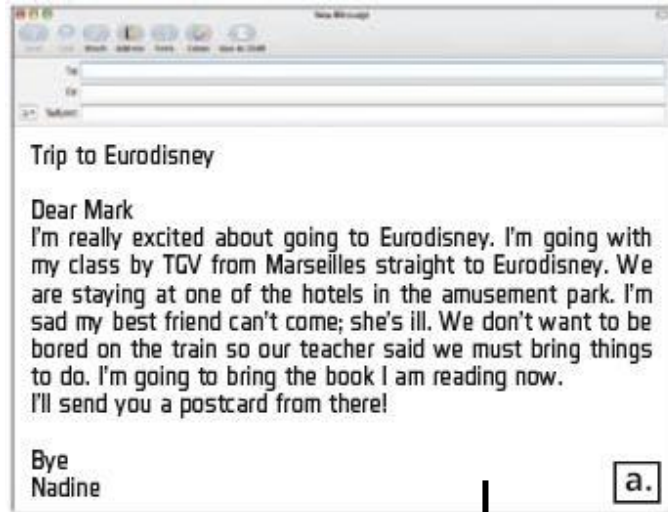 New Message
To:
Subject:
Trip to Eurodisney
Dear Mark
I'm really excited about going to Eurodisney. I'm going with
my class by TGV from Marseilles straight to Eurodisney. We
are staying at one of the hotels in the amusement park. I'm
sad my best friend can't come; she's ill. We don't want to be
bored on the train so our teacher said we must bring things
to do. I'm going to bring the book I am reading now.
I'll send you a postcard from there!
Bye
Nadine
a.